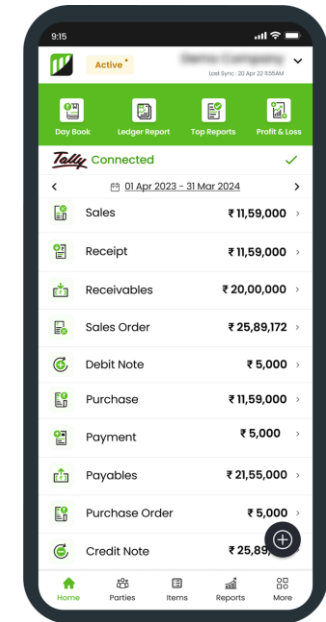 9:15
Active *
Last Sync : 20 Apr 22 9:55AM
Day Book Ledger Report Top Reports Profit & Loss
Tally Connected
01 Apr 2023 - 31 Mar 2024
Sales ₹ 11,59,000
Receipt ₹ 11,59,000
Receivables ₹ 20,00,000
Sales Order ₹ 25,89,172
Debit Note ₹ 5,000
Purchase ₹ 11,59,000
Payment ₹ 5,000
Payables ₹ 21,55,000
Purchase Order ₹ 5,000
Credit Note ₹ 25,89,
Home Parties Items Reports More